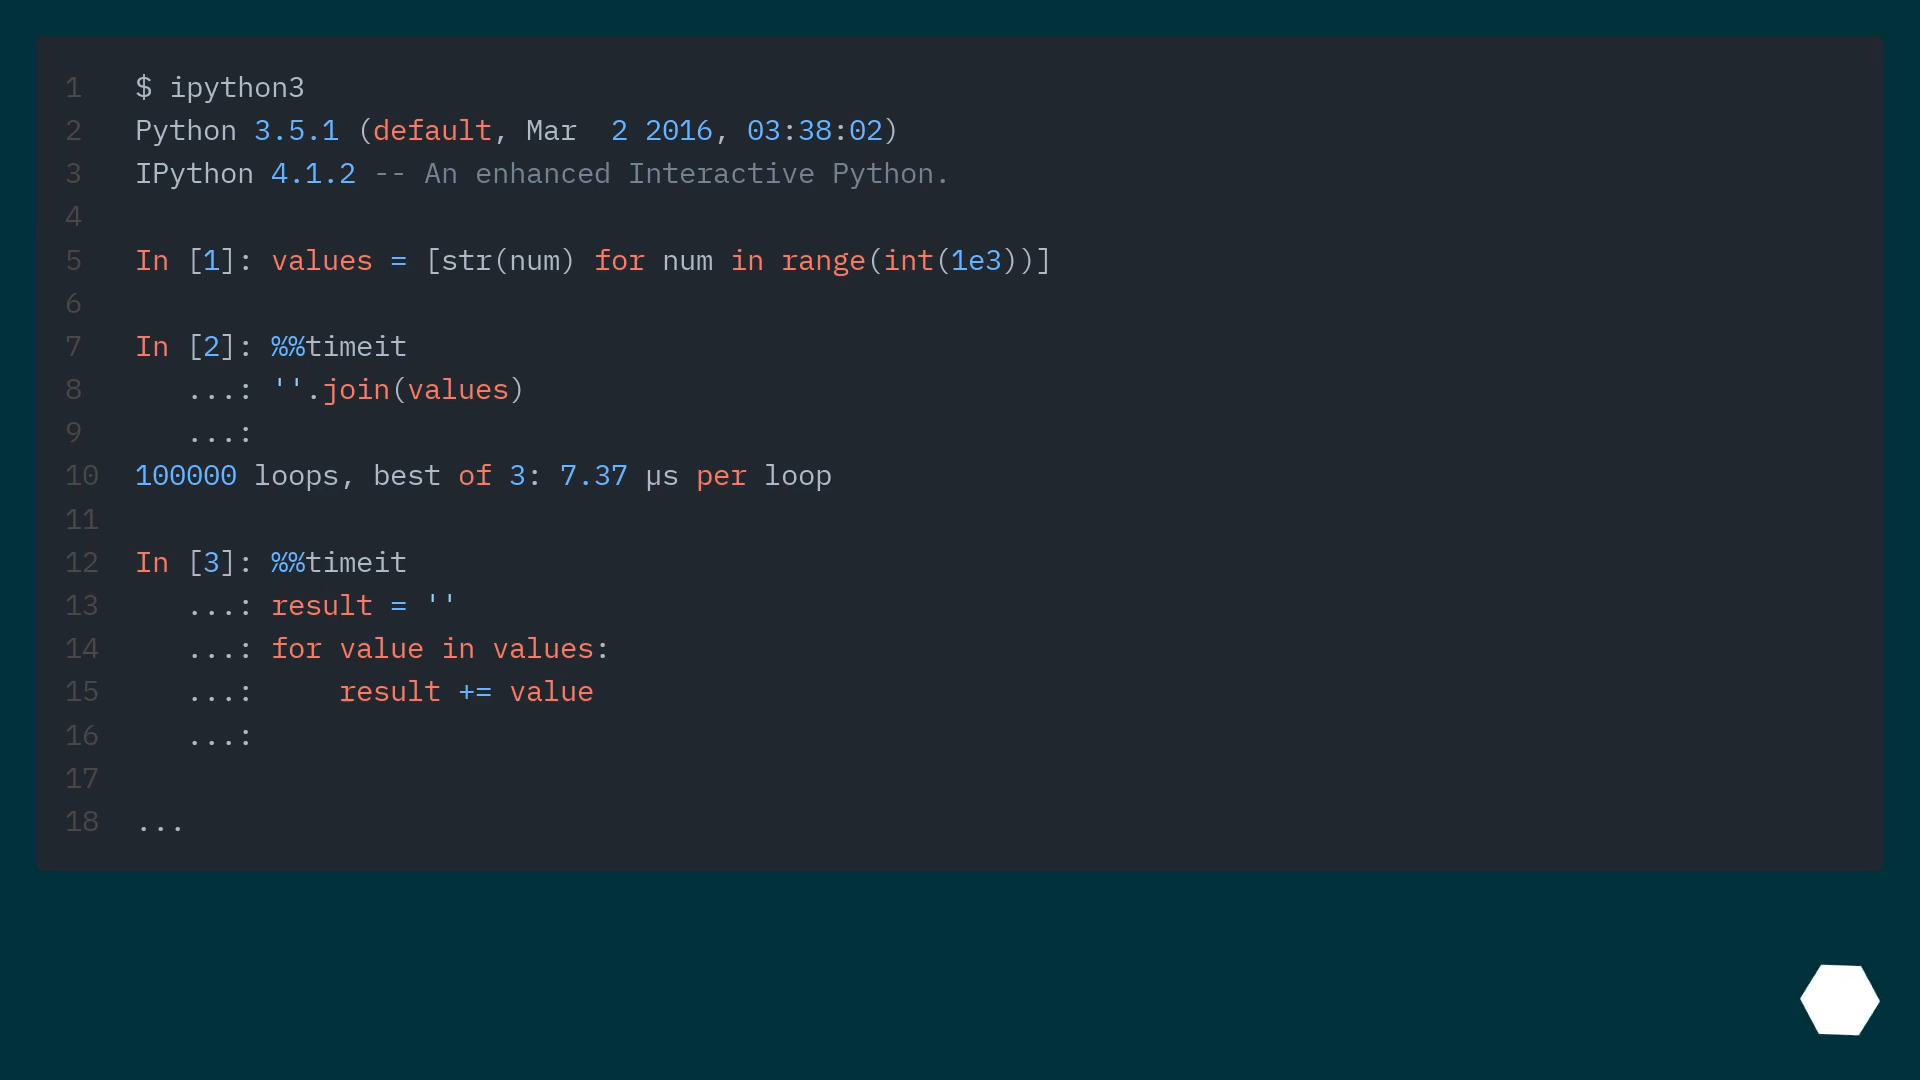 1 $ ipython3
2 Python 3.5.1 (default, Mar  2 2016, 03:38:02)
3 IPython 4.1.2 -- An enhanced Interactive Python.
4
5 In [1]: values = [str(num) for num in range(int(1e3))]
6
7 In [2]: %%timeit
8    ...: ''.join(values)
9    ...:
10 100000 loops, best of 3: 7.37 µs per loop
11
12 In [3]: %%timeit
13    ...: result = ''
14    ...: for value in values:
15    ...:     result += value
16    ...:
17
18 ...